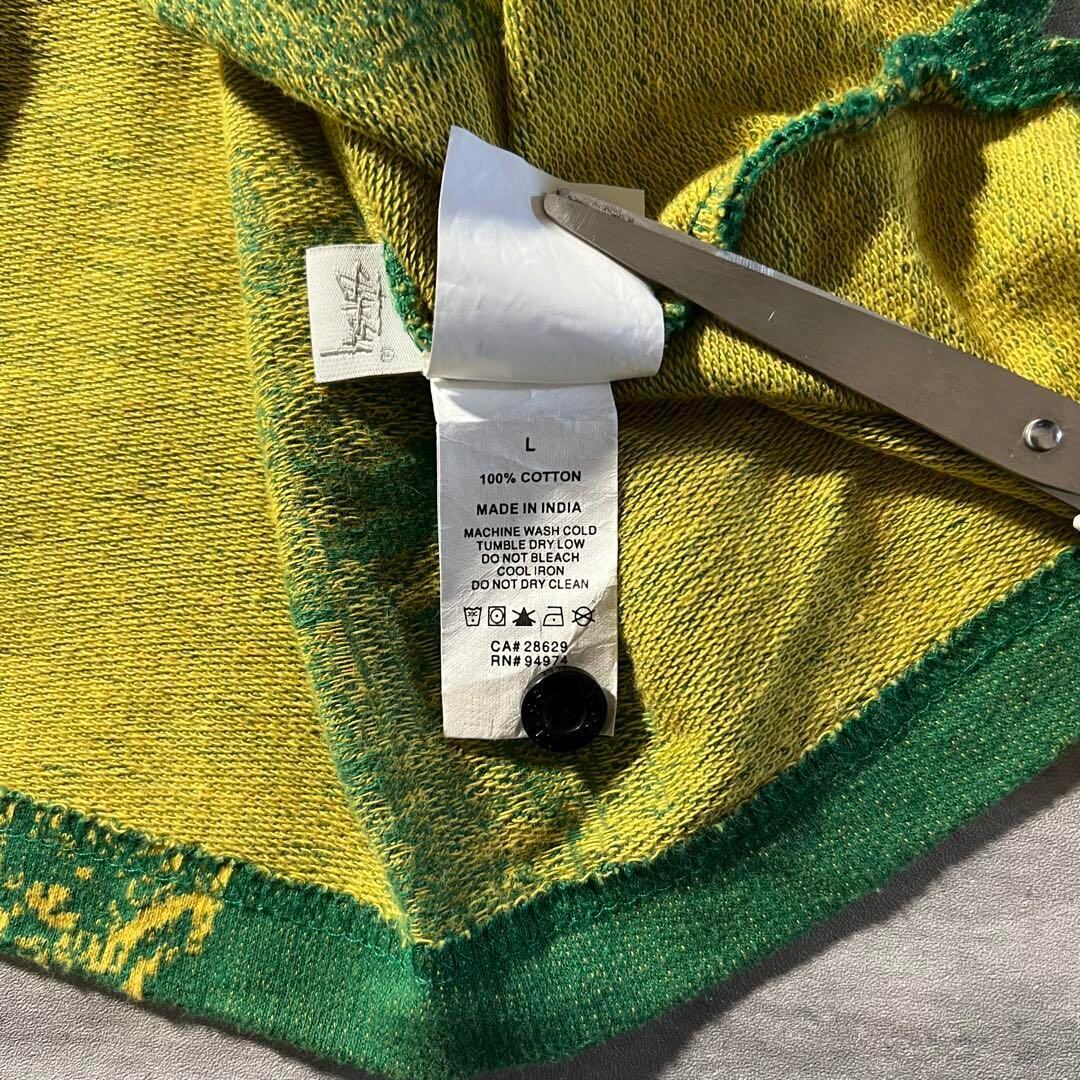 Stüssy
®
L
100% COTTON
MADE IN INDIA
MACHINE WASH COLD
TUMBLE DRY LOW
DO NOT BLEACH
COOL IRON
DO NOT DRY CLEAN
CA# 28629
RN# 94974